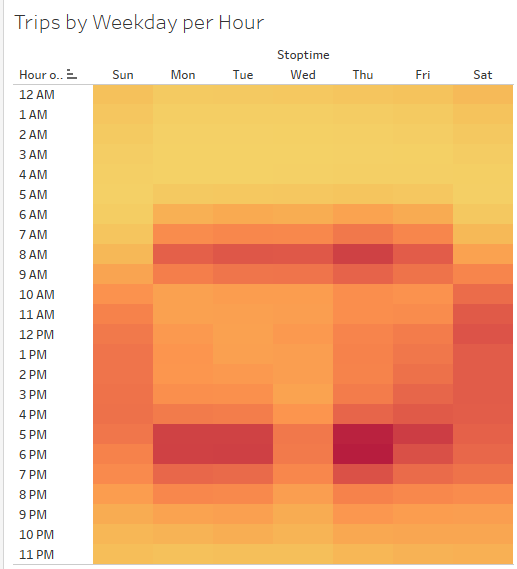 Trips by Weekday per Hour
Stoptime
Hour o.. Sun Mon Tue Wed Thu Fri Sat
12 AM
1 AM
2 AM
3 AM
4 AM
5 AM
6 AM
7 AM
8 AM
9 AM
10 AM
11 AM
12 PM
1 PM
2 PM
3 PM
4 PM
5 PM
6 PM
7 PM
8 PM
9 PM
10 PM
11 PM